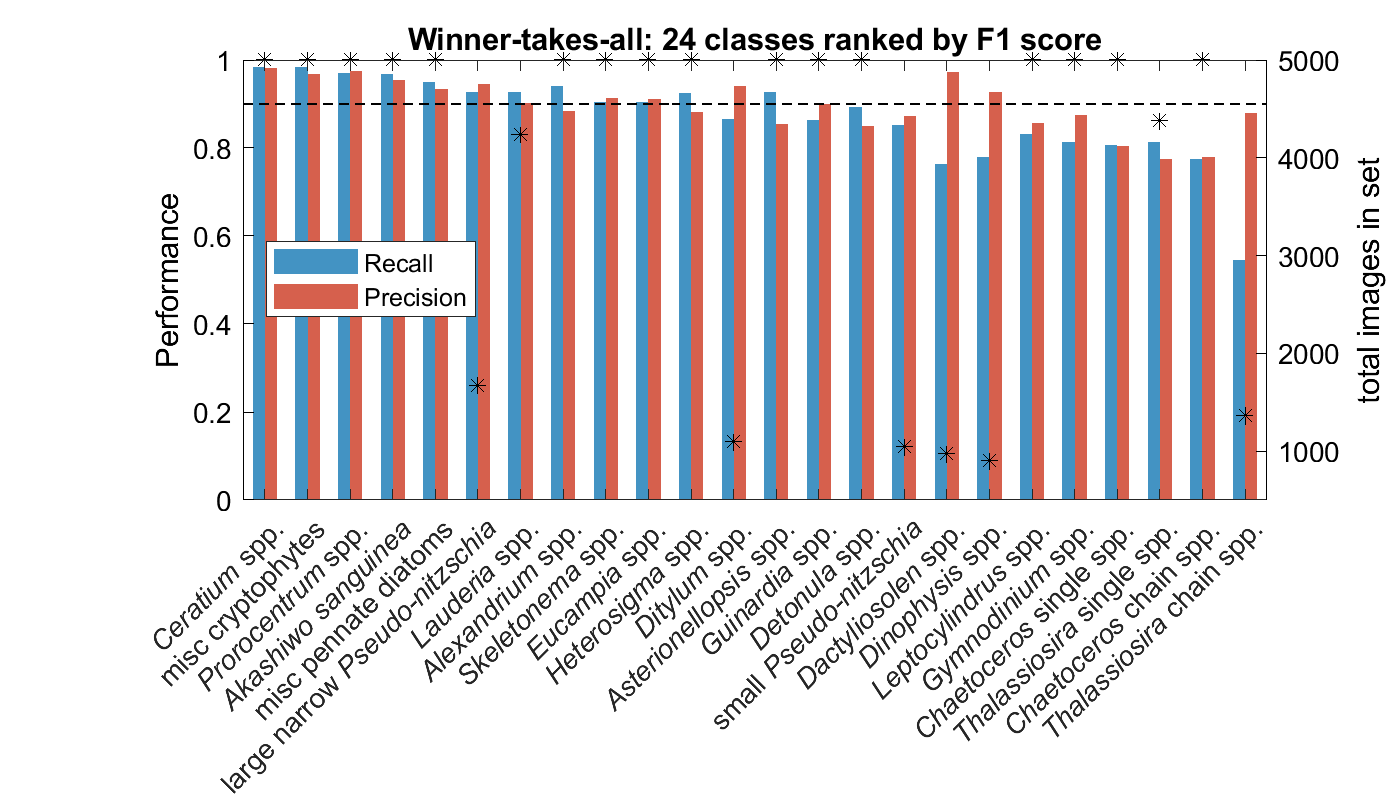 Winner-takes-all: 24 classes ranked by F1 score
1
0.8
0.6
0.4
0.2
0
Performance
5000
4000
3000
2000
1000
total images in set
Recall
Precision
Ceratium spp.
misc cryptophytes
Prorocentrum spp.
Akashiwo sanguinea
misc pennate diatoms
large narrow Pseudo-nitzschia
Lauderia spp.
Alexandrium spp.
Skeletonema spp.
Eucampia spp.
Heterosigma spp.
Ditylum spp.
Asterionellopsis spp.
Guinardia spp.
Detonula spp.
small Pseudo-nitzschia
Dactyliosolen spp.
Dinophysis spp.
Leptocylindrus spp.
Gymnodinium spp.
Chaetoceros single spp.
Thalassiosira single spp.
Chaetoceros chain spp.
Thalassiosira chain spp.